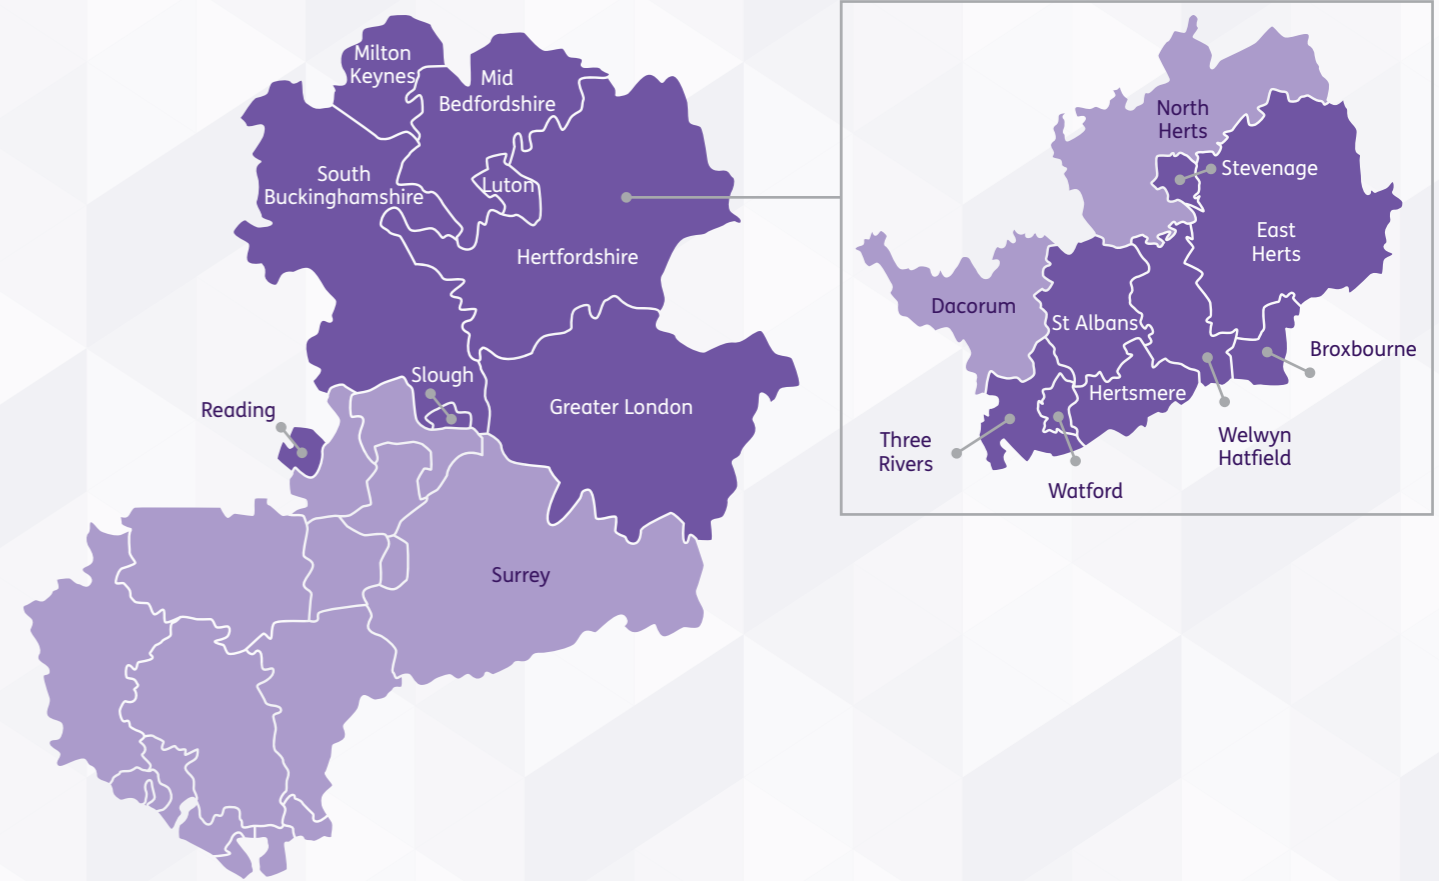 Milton
Keynes
Mid
Bedfordshire
South
Buckinghamshire
Luton
Hertfordshire
Slough
Reading
Greater London
Surrey
North
Herts
Stevenage
East
Herts
Dacorum
St Albans
Broxbourne
Hertsmere
Three
Rivers
Welwyn
Hatfield
Watford